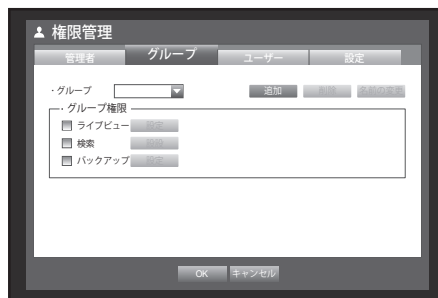 権限管理
管理者 グループ ユーザー 設定
・グループ 追加 削除 名前の変更
・グループ権限
ライブビュー 設定
検索 設定
バックアップ 設定
OK キャンセル